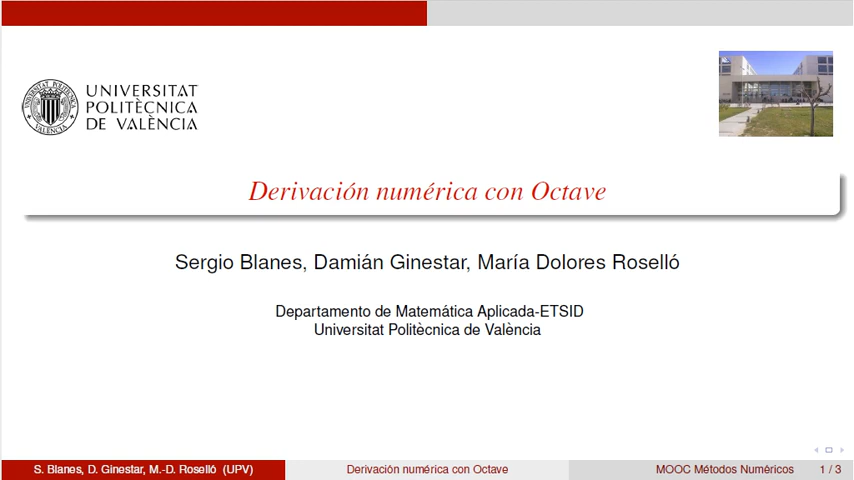 UNIVERSITAT
POLITÈCNICA
DE VALÈNCIA
Derivación numérica con Octave
Sergio Blanes, Damián Ginestar, María Dolores Roselló
Departamento de Matemática Aplicada-ETSID
Universitat Politècnica de València
S. Blanes, D. Ginestar, M.-D. Roselló (UPV)
Derivación numérica con Octave
MOOC Métodos Numèricos
1 / 3